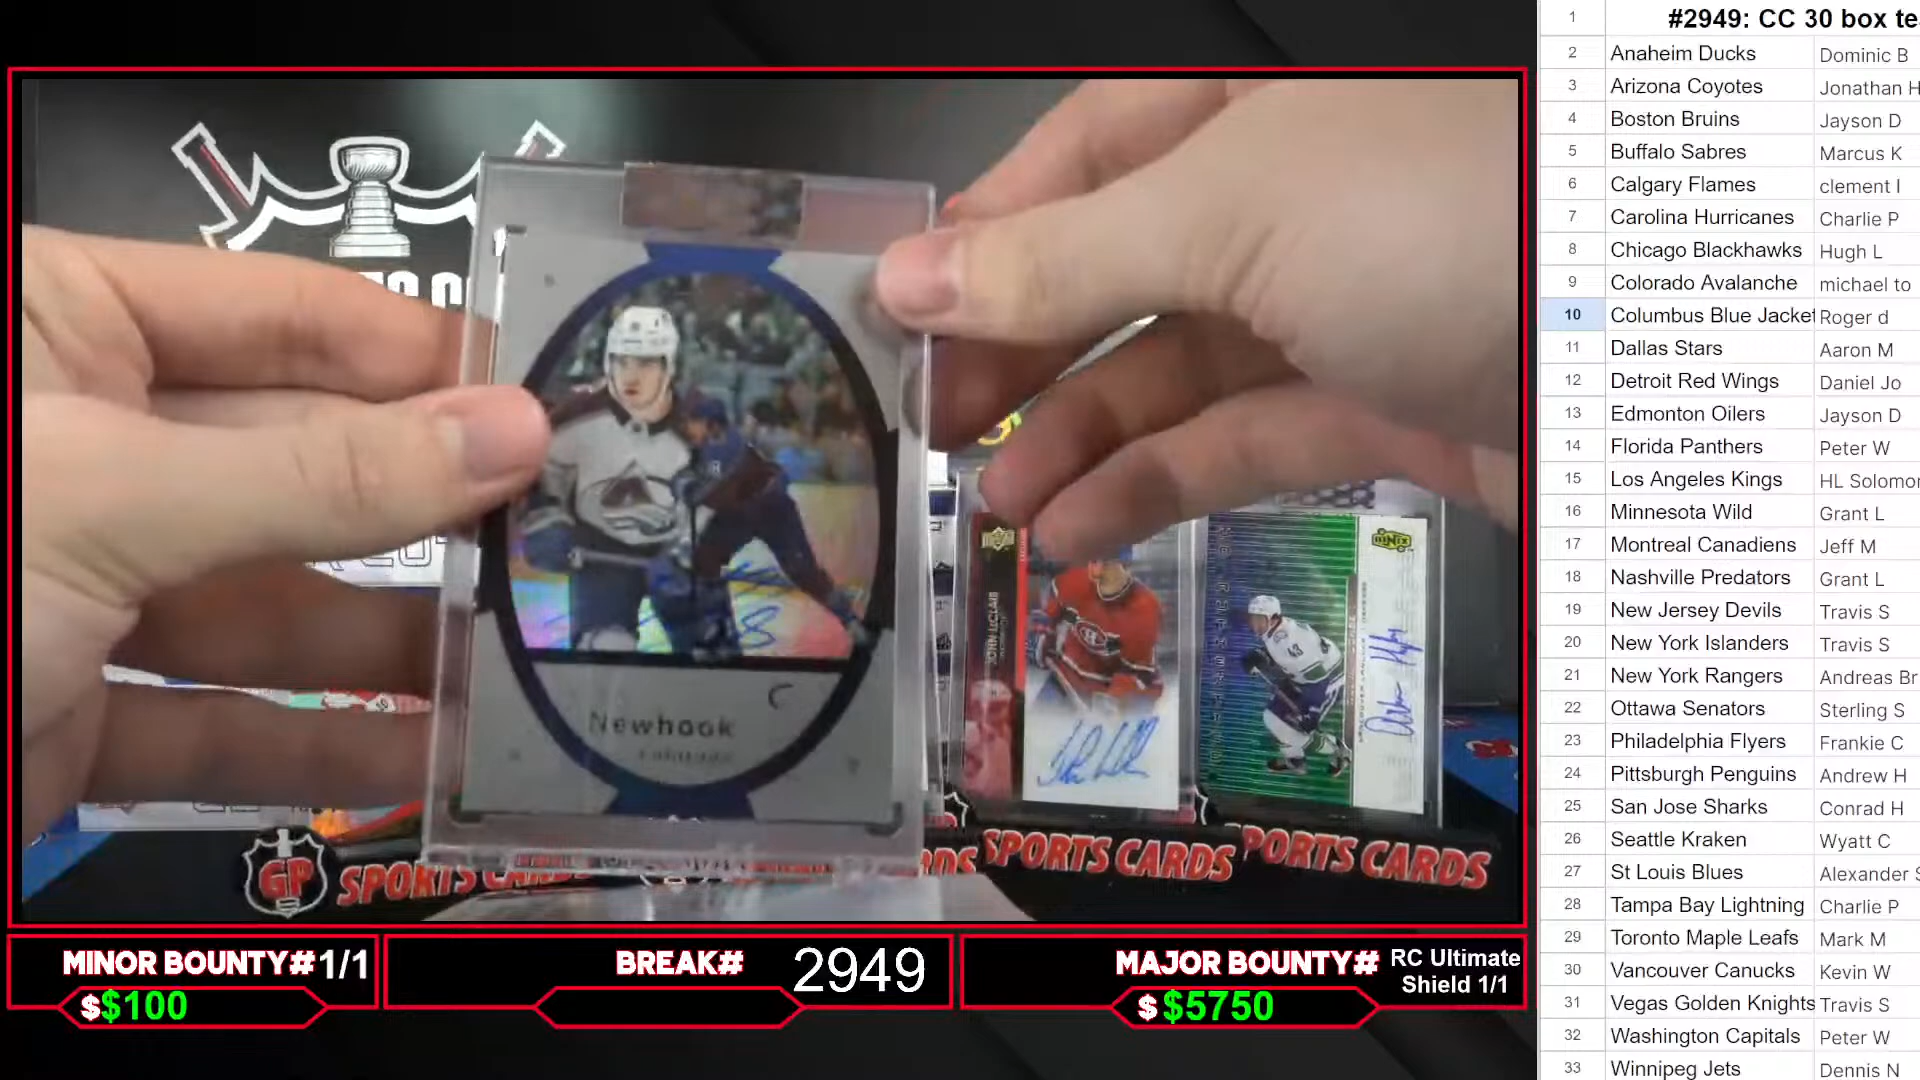 #2949: CC 30 box te
1
2 Anaheim Ducks Dominic B
3 Arizona Coyotes Jonathan H
4 Boston Bruins Jayson D
5 Buffalo Sabres Marcus K
6 Calgary Flames clement I
7 Carolina Hurricanes Charlie P
8 Chicago Blackhawks Hugh L
9 Colorado Avalanche michael to
10 Columbus Blue Jacket Roger d
11 Dallas Stars Aaron M
12 Detroit Red Wings Daniel Jo
13 Edmonton Oilers Jayson D
14 Florida Panthers Peter W
15 Los Angeles Kings HL Solomon
16 Minnesota Wild Grant L
17 Montreal Canadiens Jeff M
18 Nashville Predators Grant L
19 New Jersey Devils Travis S
20 New York Islanders Travis S
21 New York Rangers Andreas Br
22 Ottawa Senators Sterling S
23 Philadelphia Flyers Frankie C
24 Pittsburgh Penguins Andrew H
25 San Jose Sharks Conrad H
26 Seattle Kraken Wyatt C
27 St Louis Blues Alexander S
28 Tampa Bay Lightning Charlie P
29 Toronto Maple Leafs Mark M
30 Vancouver Canucks Kevin W
31 Vegas Golden Knights Travis S
32 Washington Capitals Peter W
33 Winnipeg Jets Dennis N
C
Newhook
JOHN LECLAIR
43
GP SPORTS CARDS
SPORTS CARDS
PORTS CARDS
MINOR BOUNTY# 1/1
$$100
BREAK# 2949
MAJOR BOUNTY# RC Ultimate
Shield 1/1
$ $5750